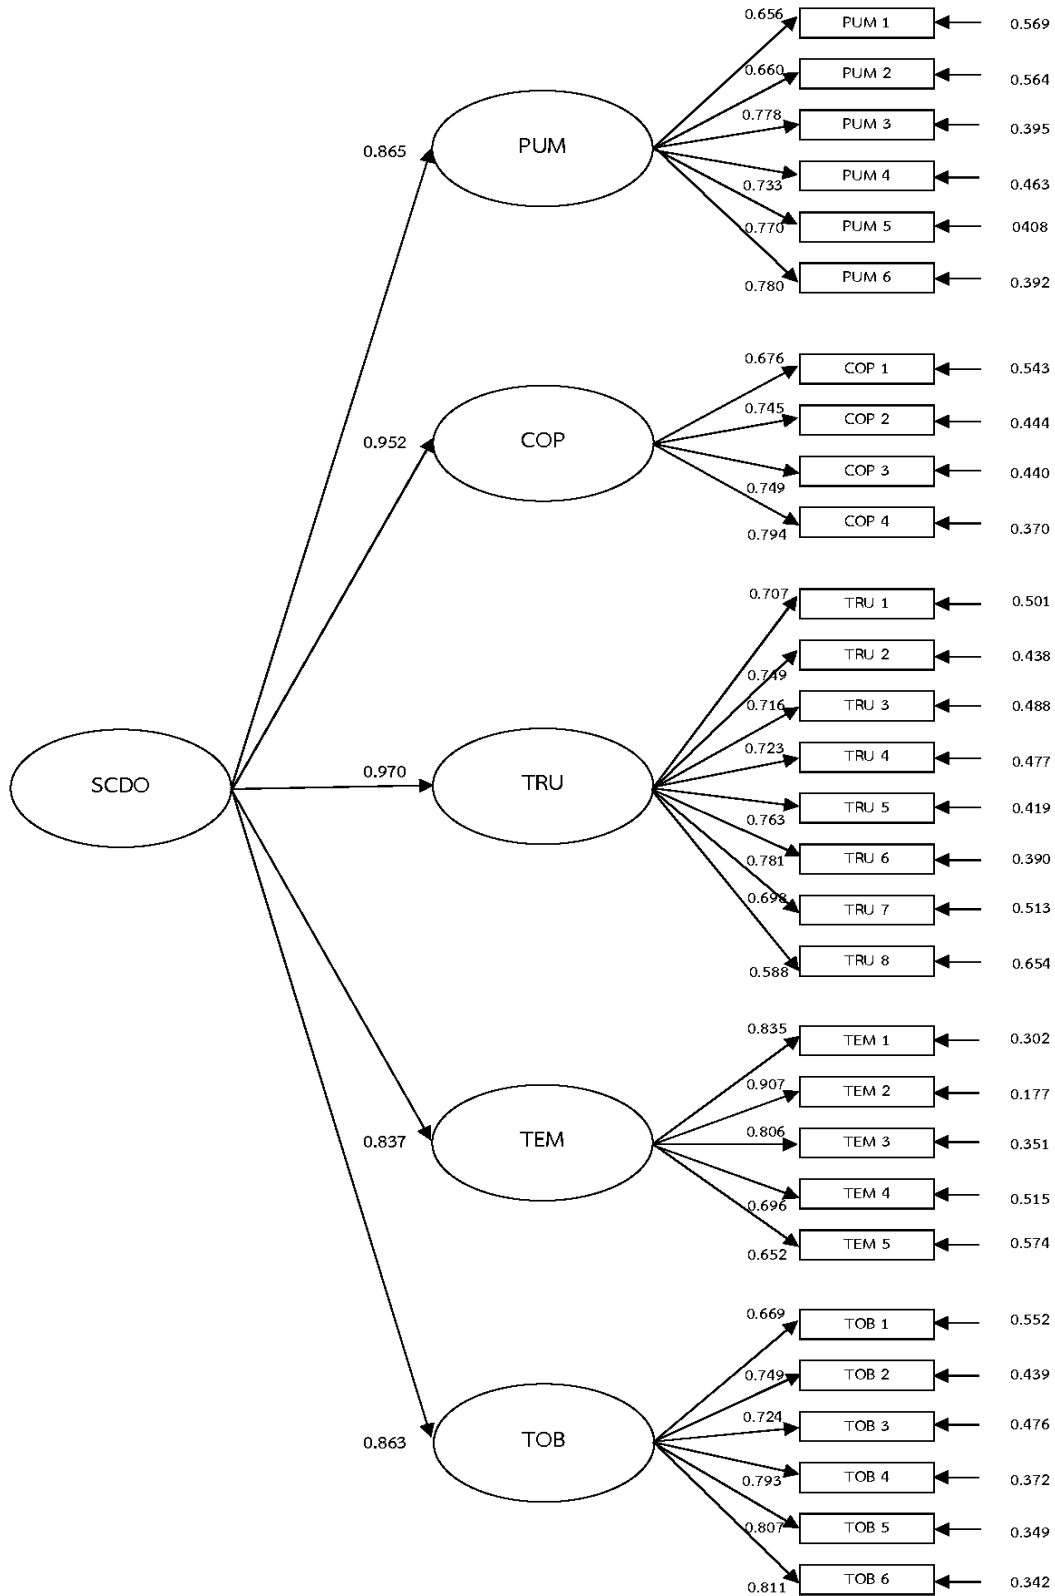 0.656 PUM 1 0.569
0.660 PUM 2 0.564
0.778 PUM 3 0.395
0.865 PUM
0.733 PUM 4 0.463
0.770 PUM 5 0408
0.780 PUM 6 0.392
0.676 COP 1 0.543
0.745 COP 2 0.444
0.952 COP
0.749 COP 3 0.440
0.794 COP 4 0.370
0.707 TRU 1 0.501
0.749 TRU 2 0.438
0.716 TRU 3 0.488
0.723 TRU 4 0.477
SCDO 0.970 TRU
0.763 TRU 5 0.419
0.781 TRU 6 0.390
0.698 TRU 7 0.513
0.588 TRU 8 0.654
0.835 TEM 1 0.302
0.907 TEM 2 0.177
0.837 TEM 0.806 TEM 3 0.351
0.696 TEM 4 0.515
0.652 TEM 5 0.574
0.669 TOB 1 0.552
0.749 TOB 2 0.439
0.724 TOB 3 0.476
0.863 TOB
0.793 TOB 4 0.372
0.807 TOB 5 0.349
0.811 TOB 6 0.342